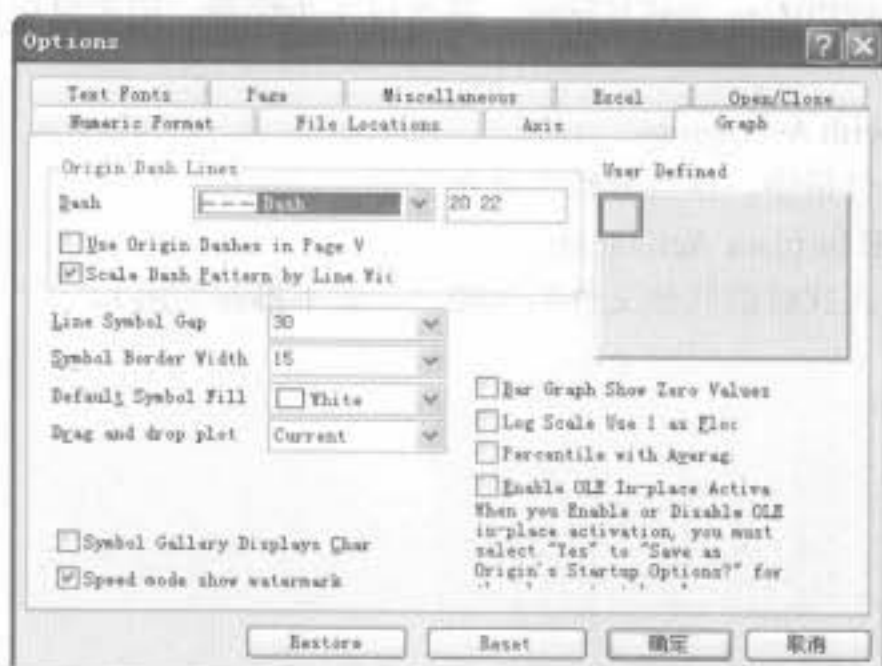 Options
Text Fonts Page Miscellaneous Excel Open/Close
Numeric Format File Locations Axis Graph
Origin Dash Lines
User Defined
Dash Dash 20 22
Use Origin Dashes in Page V
Scale Dash Pattern by Line Wid
Line Symbol Gap 30
Symbol Border Width 15
Default Symbol Fill White
Drag and drop plot Current
Bar Graph Show Zero Values
Log Scale Use 1 as Floc
Percentile with Averag
Enable OLE In-place Activa
When you Enable or Disable OLE
in-place activation, you must
select "Yes" to "Save as
Origin's Startup Options?" for
Symbol Gallery Displays Char
Speed mode show watermark
Restore Reset 确定 取消